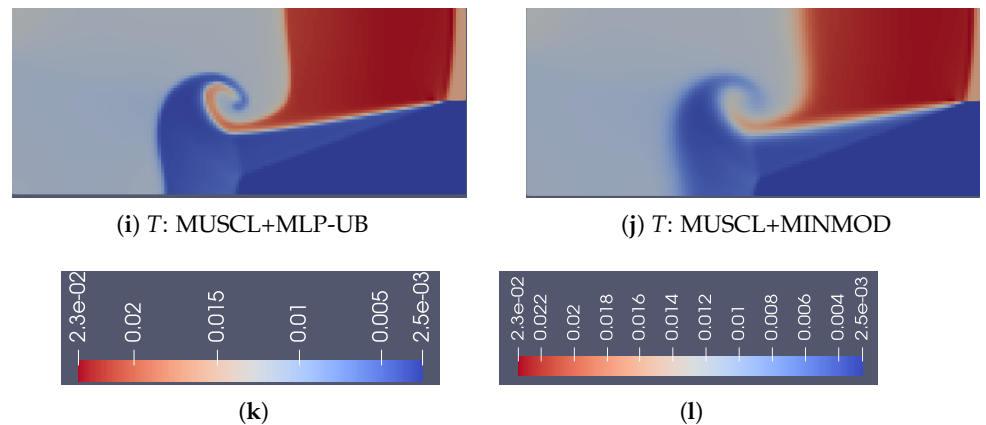 (i) T: MUSCL+MLP-UB
(j) T: MUSCL+MINMOD
2.3e-02
0.02
0.015
0.01
0.005
2.5e-03
2.3e-02
0.022
0.02
0.018
0.016
0.014
0.012
0.01
0.008
0.006
0.004
2.5e-03
(k)
(l)